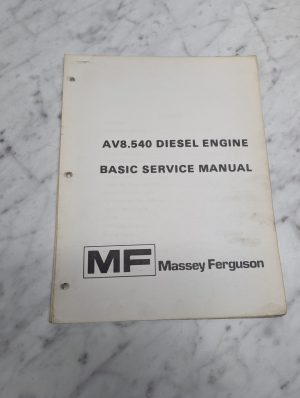 AV8.540 DIESEL ENGINE
BASIC SERVICE MANUAL
MF Massey Ferguson